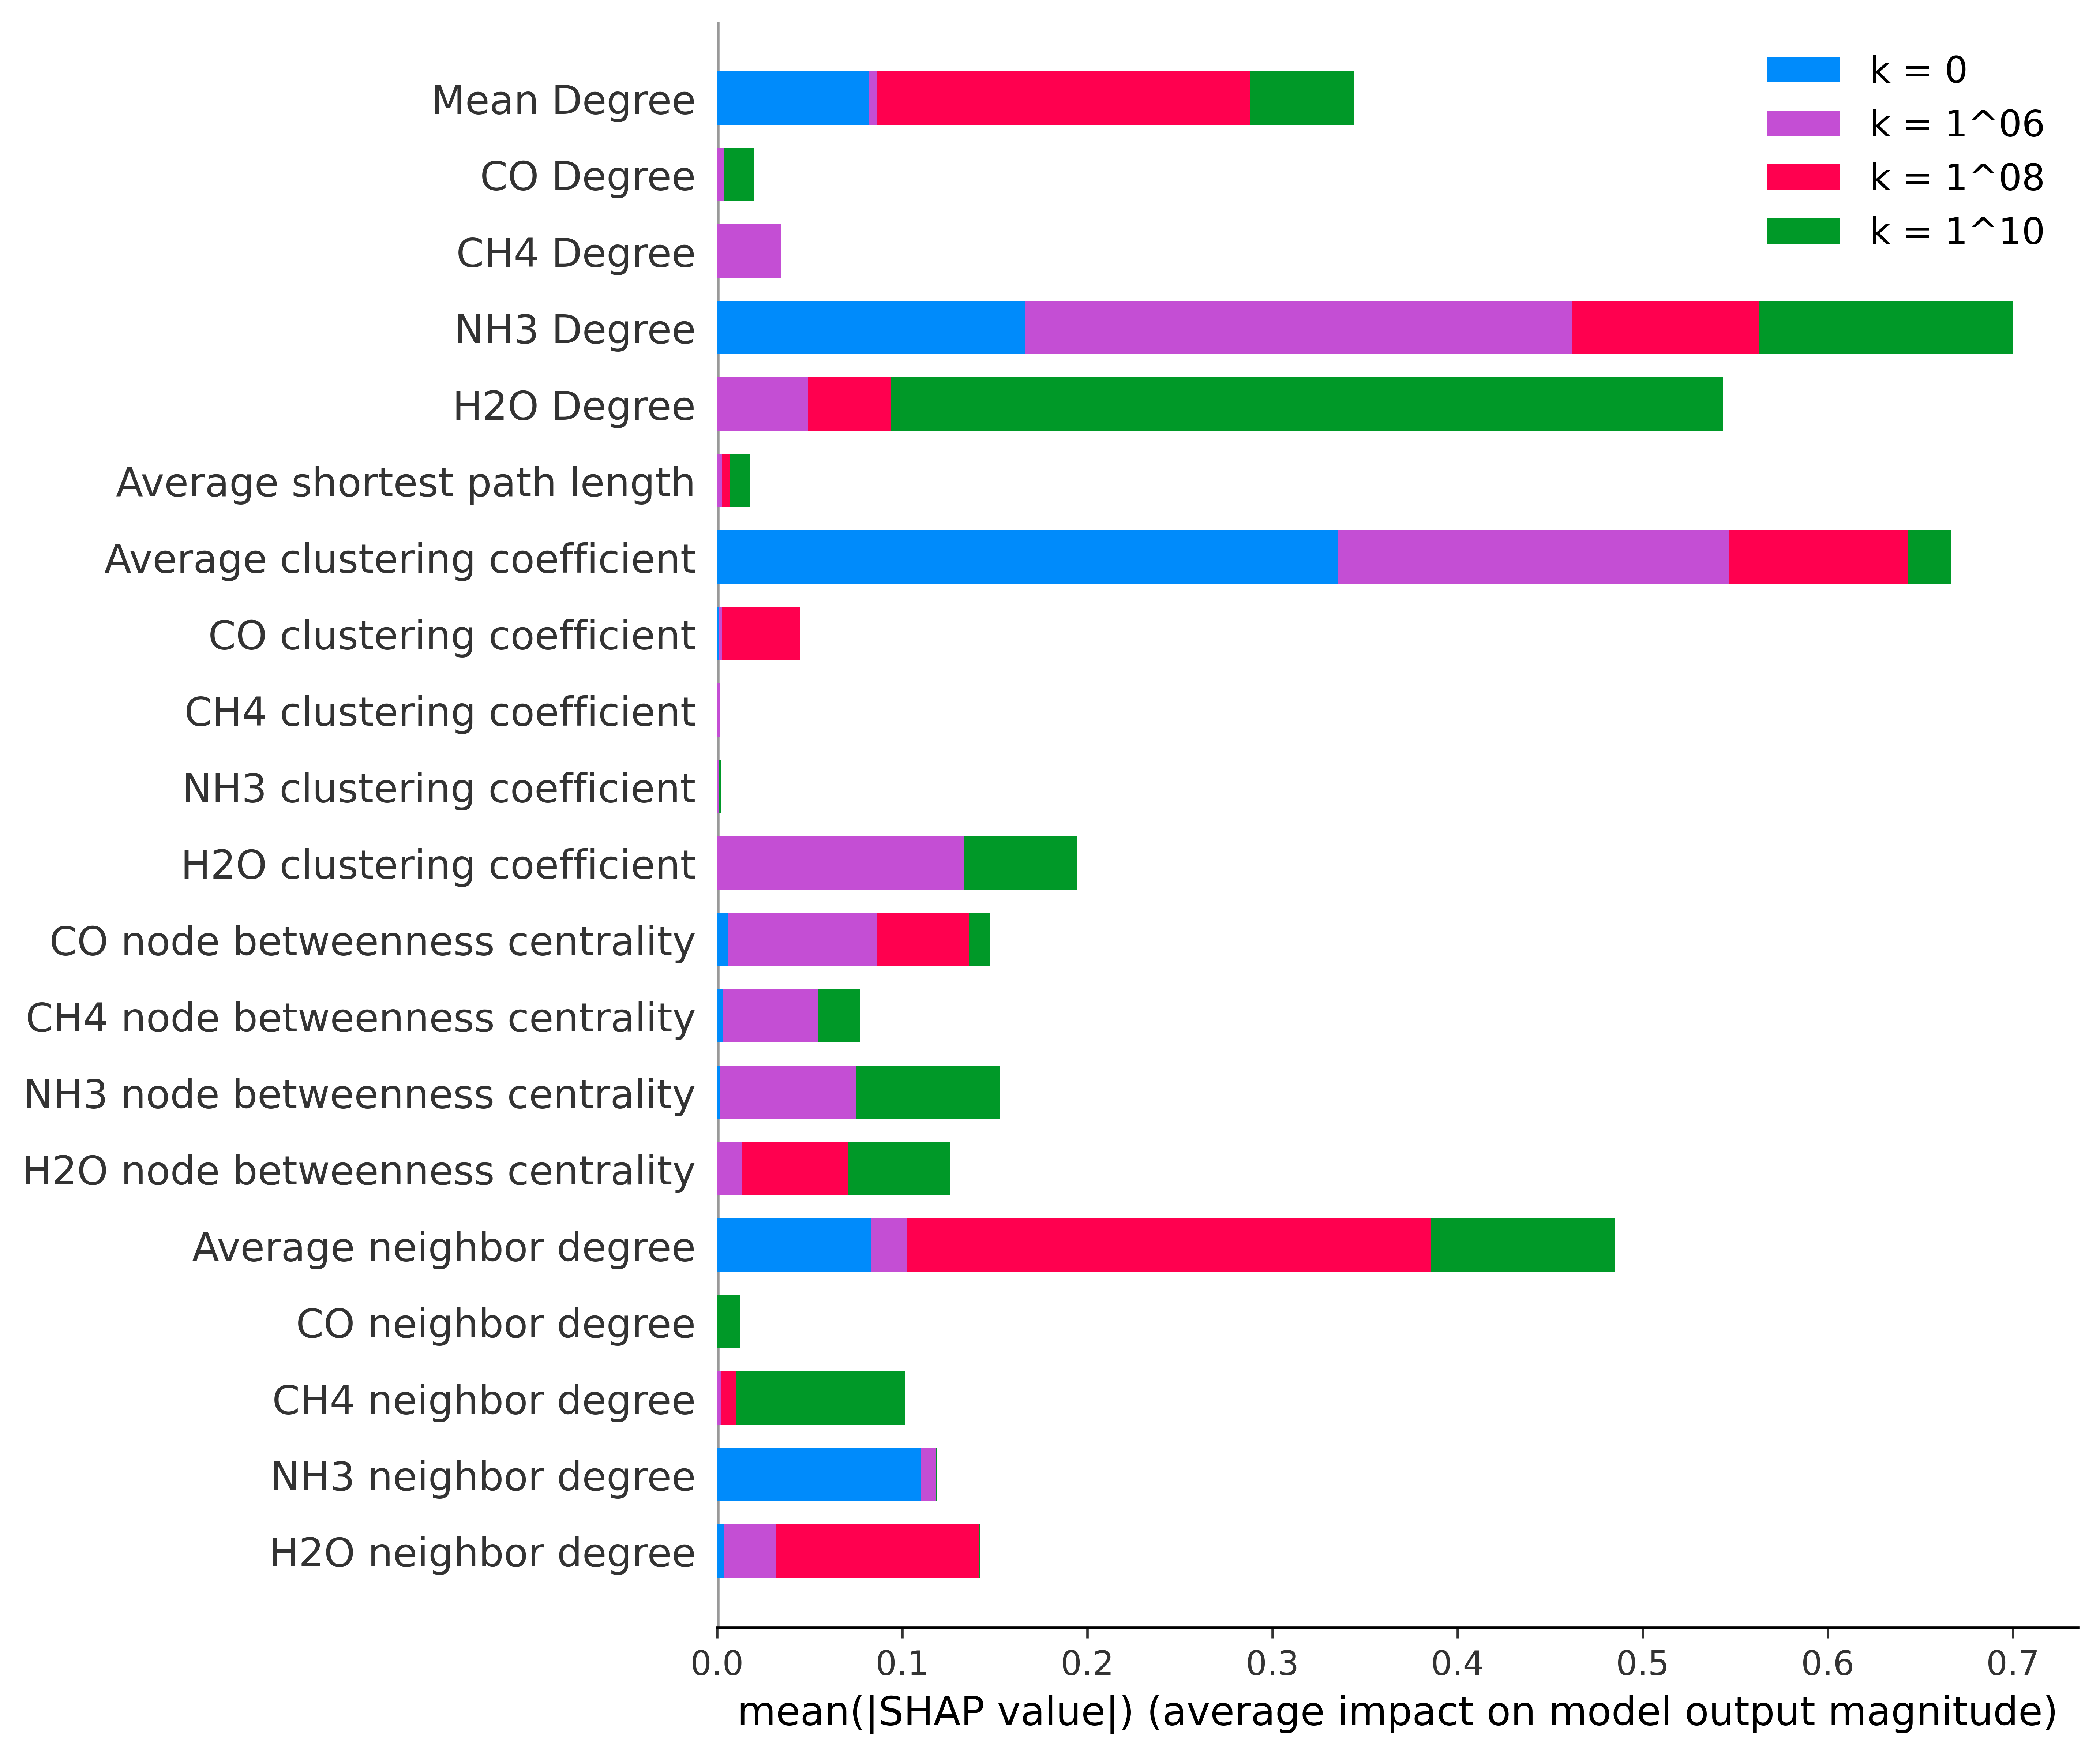 Mean Degree
CO Degree
CH4 Degree
NH3 Degree
H2O Degree
Average shortest path length
Average clustering coefficient
CO clustering coefficient
CH4 clustering coefficient
NH3 clustering coefficient
H2O clustering coefficient
CO node betweenness centrality
CH4 node betweenness centrality
NH3 node betweenness centrality
H2O node betweenness centrality
Average neighbor degree
CO neighbor degree
CH4 neighbor degree
NH3 neighbor degree
H2O neighbor degree
k = 0
k = 1^06
k = 1^08
k = 1^10
0.0 0.1 0.2 0.3 0.4 0.5 0.6 0.7
mean(|SHAP value|) (average impact on model output magnitude)